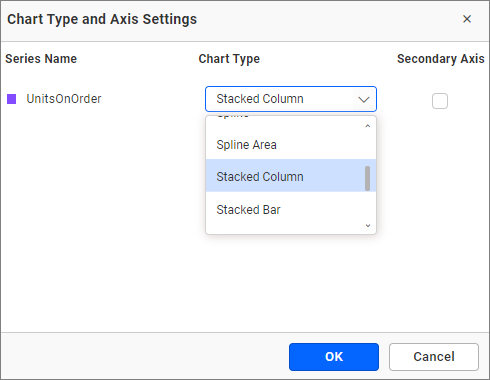 Chart Type and Axis Settings
Series Name Chart Type Secondary Axis
UnitsOnOrder Stacked Column
Spline
Spline Area
Stacked Column
Stacked Bar
OK Cancel